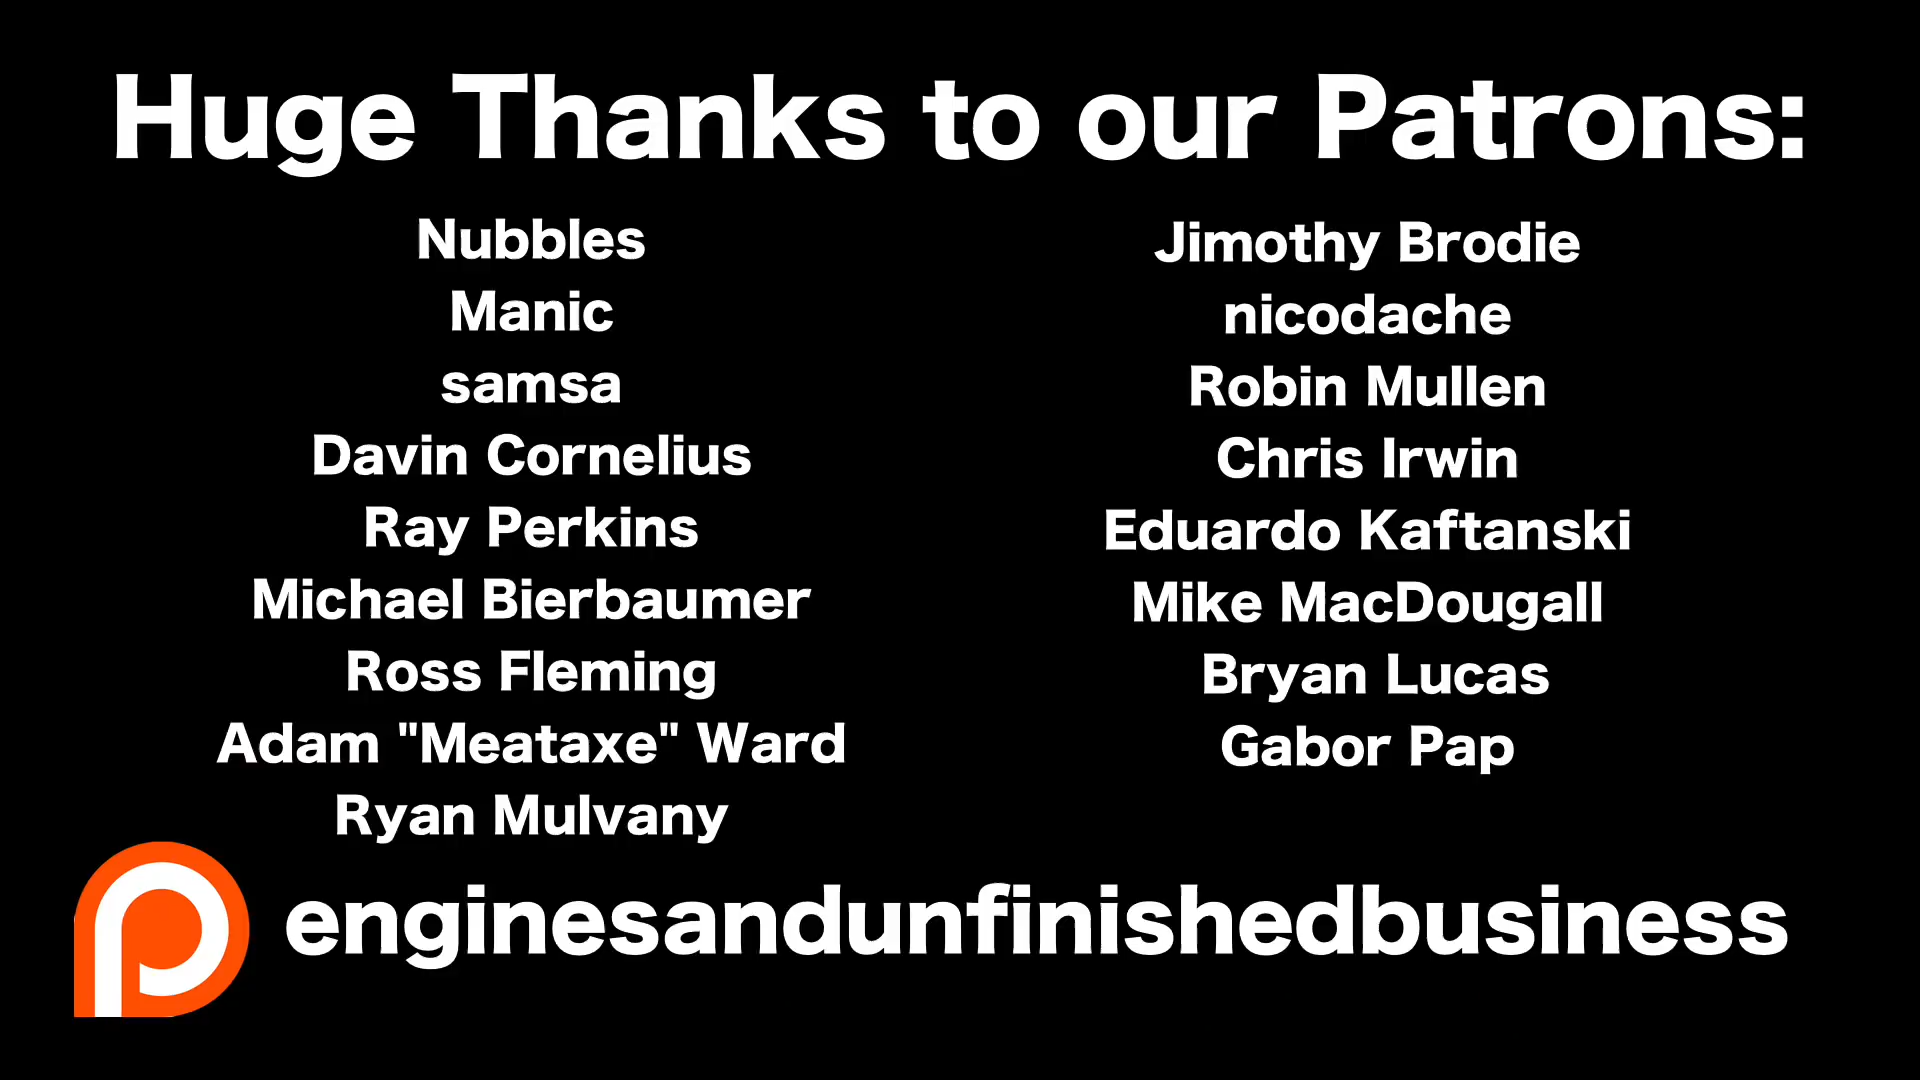 Huge Thanks to our Patrons:
Nubbles
Manic
samsa
Davin Cornelius
Ray Perkins
Michael Bierbaumer
Ross Fleming
Adam "Meataxe" Ward
Ryan Mulvany
Jimothy Brodie
nicodache
Robin Mullen
Chris Irwin
Eduardo Kaftanski
Mike MacDougall
Bryan Lucas
Gabor Pap
enginesandunfinishedbusiness